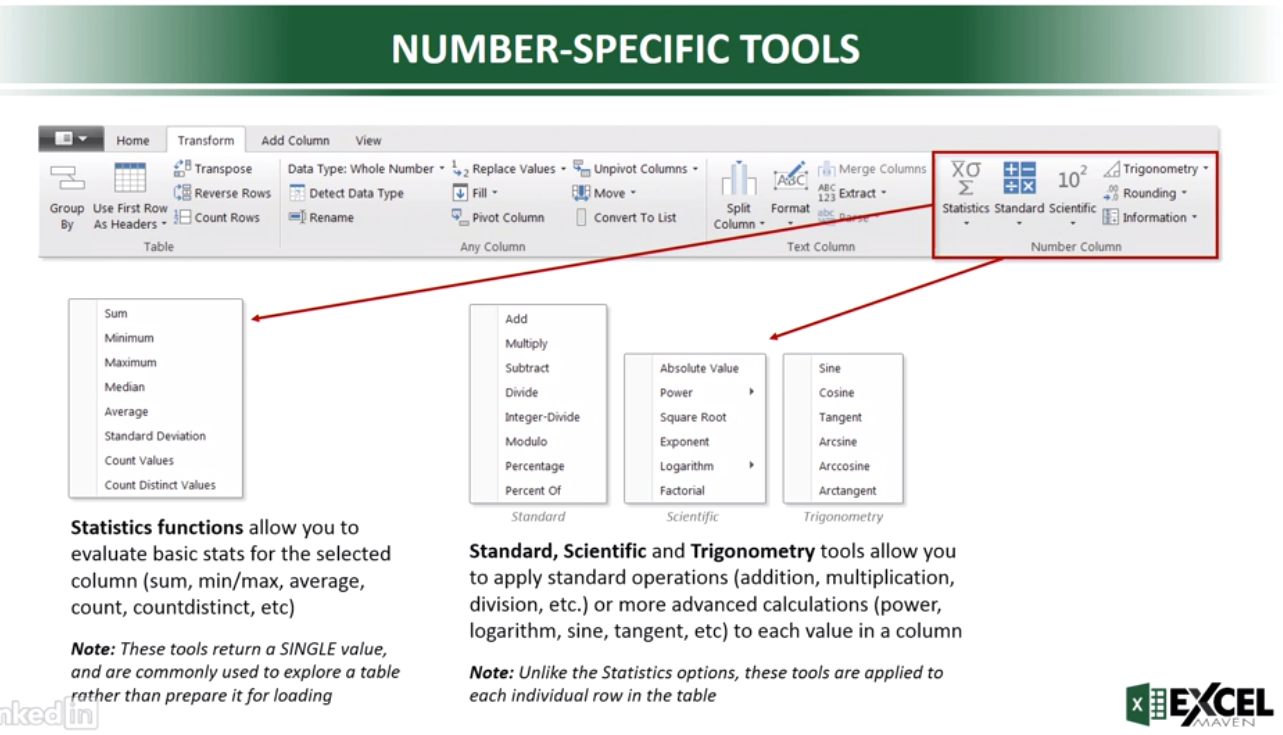 NUMBER-SPECIFIC TOOLS
Home Transform Add Column View
Group By
Use First Row As Headers
Transpose
Reverse Rows
Count Rows
Table
Data Type: Whole Number
Detect Data Type
Rename
Replace Values
Fill
Pivot Column
Unpivot Columns
Move
Convert To List
Any Column
Split Column
ABC
Format
Merge Columns
ABC
123
Extract
abc
Parse
Text Column
X̄σ
Σ
Statistics
Standard
10²
Scientific
Trigonometry
.00
.0
Rounding
Information
Number Column
Sum
Minimum
Maximum
Median
Average
Standard Deviation
Count Values
Count Distinct Values
Statistics functions allow you to
evaluate basic stats for the selected
column (sum, min/max, average,
count, countdistinct, etc)
Note: These tools return a SINGLE value,
and are commonly used to explore a table
rather than prepare it for loading
Add
Multiply
Subtract
Divide
Integer-Divide
Modulo
Percentage
Percent Of
Standard
Absolute Value
Power
Square Root
Exponent
Logarithm
Factorial
Scientific
Sine
Cosine
Tangent
Arcsine
Arccosine
Arctangent
Trigonometry
Standard, Scientific and Trigonometry tools allow you
to apply standard operations (addition, multiplication,
division, etc.) or more advanced calculations (power,
logarithm, sine, tangent, etc) to each value in a column
Note: Unlike the Statistics options, these tools are applied to
each individual row in the table
nked in
X EXCEL
MAVEN